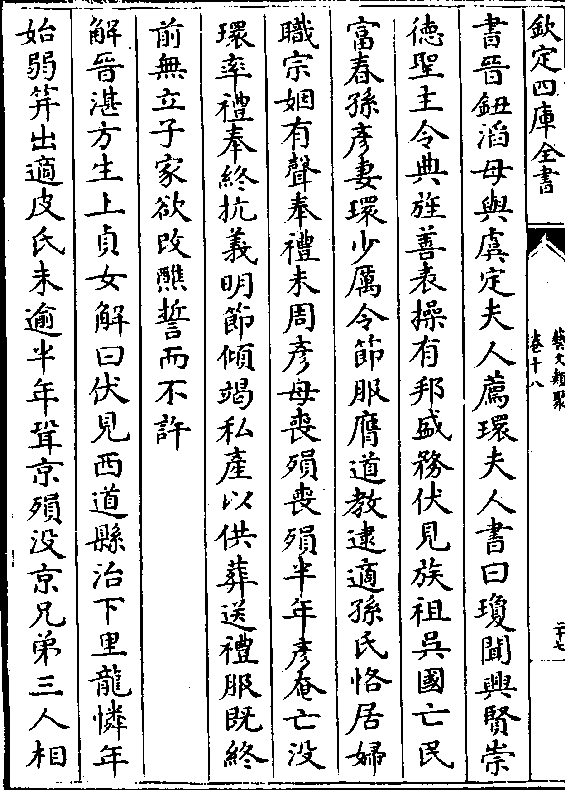 欽定四庫全書
藝文類聚
卷十八
二十七
書晉鈕滔母與虞定夫人薦環夫人書曰瓊聞興賢崇
德聖主令典旌善表操有邦盛務伏見族祖吳國亡民
富春孫彥妻環少厲令節服膺道教逮適孫氏恪居婦
職宗姻有聲奉禮未周彥母喪殞喪殞半年彥奄亡没
環率禮奉終抗義明節傾竭私產以供葬送禮服既終
前無立子家欲改醮誓而不許
解晉湛方生上貞女解曰伏見西道縣治下里龍憐年
始弱筓出適皮氏未逾半年聟京殞没京兄弟三人相